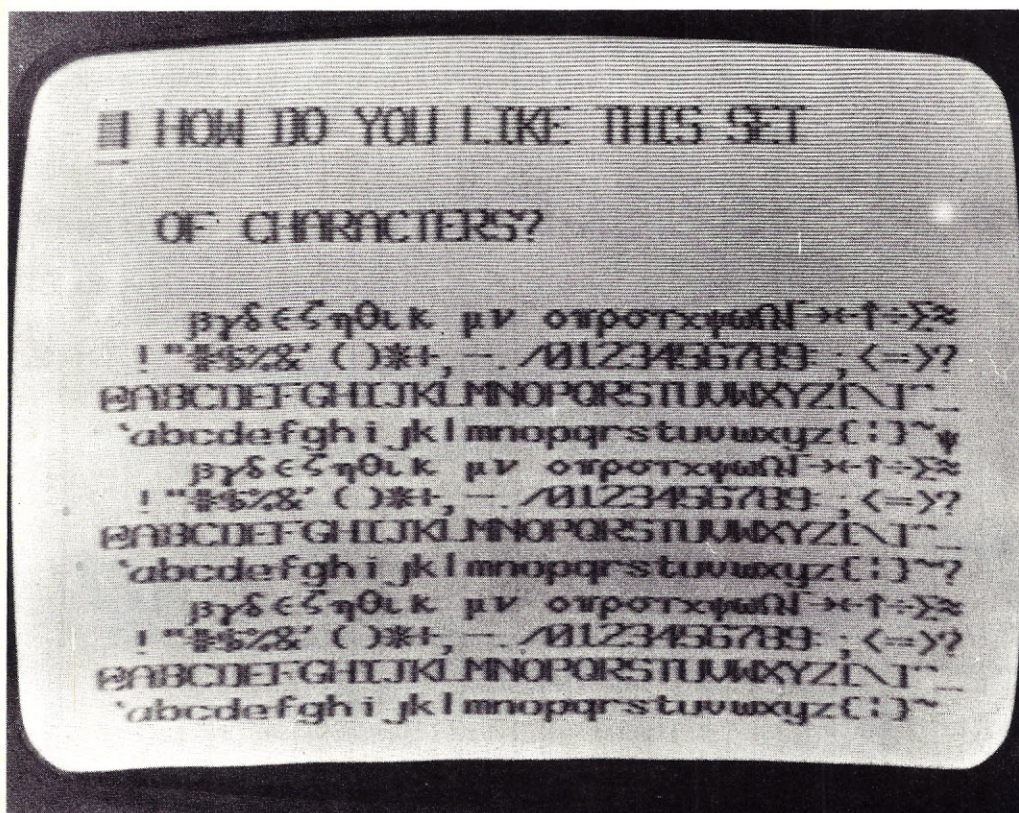 HOW DO YOU LIKE THIS SET
OF CHARACTERS?
βγδϵζηθικ μν οπρστχψωΩ√→←↑÷∑≈
!"#$%&'()*+,-./0123456789:;<=>?
@ABCDEFGHIJKLMNOPQRSTUVWXYZ[\]^_
`abcdefghijklmnopqrstuvwxyz{¦}~ψ
βγδϵζηθικ μν οπρστχψωΩ√→←↑÷∑≈
!"#$%&'()*+,-./0123456789:;<=>?
@ABCDEFGHIJKLMNOPQRSTUVWXYZ[\]^_
`abcdefghijklmnopqrstuvwxyz{¦}~?
βγδϵζηθικ μν οπρστχψωΩ√→←↑÷∑≈
!"#$%&'()*+,-./0123456789:;<=>?
@ABCDEFGHIJKLMNOPQRSTUVWXYZ[\]^_
`abcdefghijklmnopqrstuvwxyz{¦}~